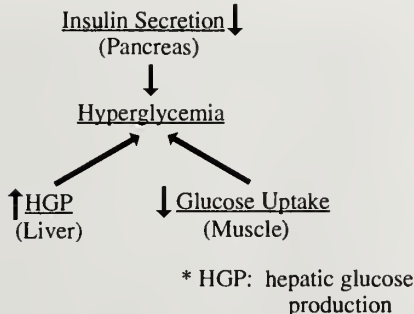 Insulin Secretion
(Pancreas)
Hyperglycemia
HGP
(Liver)
Glucose Uptake
(Muscle)
* HGP: hepatic glucose
production